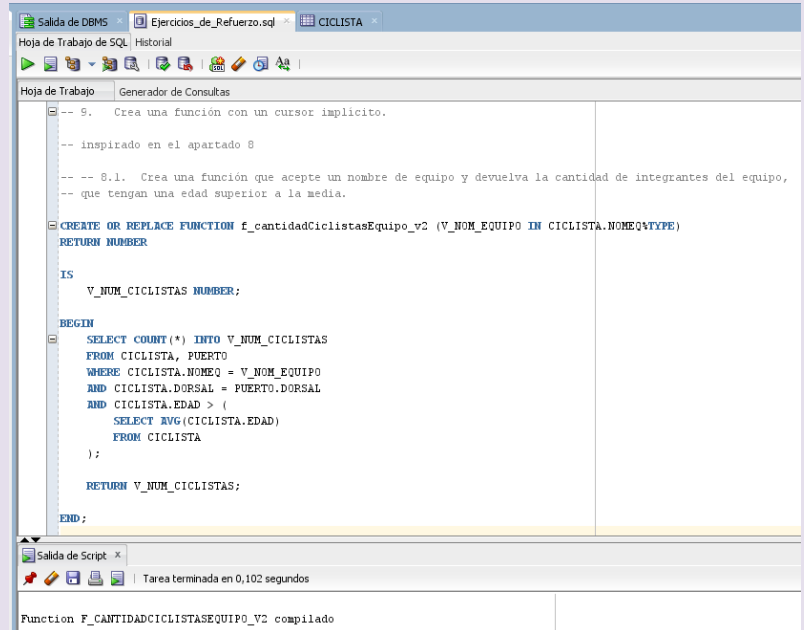 Salida de DBMS × Ejercicios_de_Refuerzo.sql × CICLISTA ×
Hoja de Trabajo de SQL Historial
SQL Aa
Hoja de Trabajo Generador de Consultas
-- 9. Crea una función con un cursor implícito.
-- inspirado en el apartado 8
-- -- 8.1. Crea una función que acepte un nombre de equipo y devuelva la cantidad de integrantes del equipo,
-- que tengan una edad superior a la media.
CREATE OR REPLACE FUNCTION f_cantidadCiclistasEquipo_v2 (V_NOM_EQUIPO IN CICLISTA.NOMEQ%TYPE)
RETURN NUMBER
IS
V_NUM_CICLISTAS NUMBER;
BEGIN
SELECT COUNT(*) INTO V_NUM_CICLISTAS
FROM CICLISTA, PUERTO
WHERE CICLISTA.NOMEQ = V_NOM_EQUIPO
AND CICLISTA.DORSAL = PUERTO.DORSAL
AND CICLISTA.EDAD > (
SELECT AVG(CICLISTA.EDAD)
FROM CICLISTA
);
RETURN V_NUM_CICLISTAS;
END;
Salida de Script ×
Tarea terminada en 0,102 segundos
Function F_CANTIDADCICLISTASEQUIPO_V2 compilado